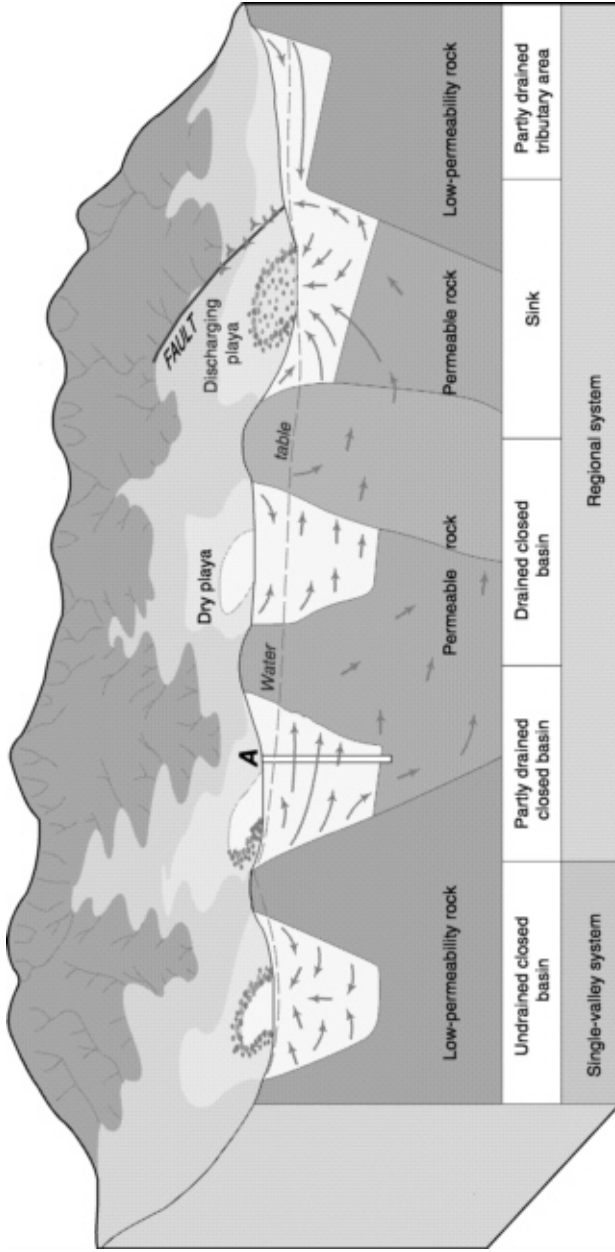 FAULT
Discharging
playa
Dry playa
A
Water
table
Low-permeability rock
Permeable
rock
Permeable rock
Low-permeability rock
Undrained closed
basin
Partly drained
closed basin
Drained closed
basin
Sink
Partly drained
tributary area
Single-valley system
Regional system